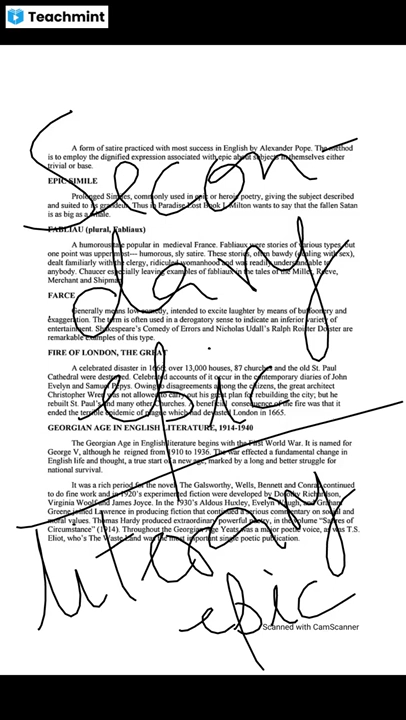 Teachmint
A form of satire practiced with most success in English by Alexander Pope. The method
is to employ the dignified expression associated with epic about subjects in themselves either
trivial or base.
EPIC SIMILE
Prolonged Similes, commonly used in epic or heroic poetry, giving the subject described
and suited to its grandeur. Thus in Paradise Lost Book I, Milton wants to say that the fallen Satan
is as big as a whale.
FABLIAU (plural, Fabliaux)
A humorous tale popular in medieval France. Fabliaux were stories of various types, but
one point was uppermost--- humorous, sly satire. These stories, often bawdy (dealing with sex),
dealt familiarly with the clergy, ridiculed womanhood and was readily understandable to
anybody. Chaucer especially leaving examples of fabliaux in the tales of the Miller, Reeve,
Merchant and Shipman.
FARCE
Generally means low comedy, intended to excite laughter by means of buffoonery and
exaggeration. The term is often used in a derogatory sense to indicate an inferior variety of
entertainment. Shakespeare's Comedy of Errors and Nicholas Udall's Ralph Roister Doister are
remarkable examples of this type.
FIRE OF LONDON, THE GREAT
A celebrated disaster in 1666; over 13,000 houses, 87 churches and the old St. Paul
Cathedral were destroyed. Celebrated accounts of it occur in the contemporary diaries of John
Evelyn and Samuel Pepys. Owing to disagreements among the citizens, the great architect
Christopher Wren was not allowed to carry out his great plan for rebuilding the city; but he
rebuilt St. Paul's and many other Churches. A beneficial consequence of the fire was that it
ended the terrible epidemic of plague which had devasted London in 1665.
GEORGIAN AGE IN ENGLISH LITERATURE, 1914-1940
The Georgian Age in English literature begins with the First World War. It is named for
George V, although he reigned from 1910 to 1936. The war effected a fundamental change in
English life and thought, a true start of a new age, marked by a long and better struggle for
national survival.
It was a rich period for the novel. The Galsworthy, Wells, Bennett and Conrad continued
to do fine work and in 1920's experimented fiction were developed by Dorothy Richardson,
Virginia Woolf and James Joyce. In the 1930's Aldous Huxley, Evelyn Waugh, and Graham
Greene joined Lawrence in producing fiction that continued a serious commentary on social and
moral values. Thomas Hardy produced extraordinary powerful poetry, in the volume "Satires of
Circumstance" (1914). Throughout the Georgian Age Yeats was a major poetic voice, as was T.S.
Eliot, who's The Waste Land was the most important single poetic publication.
Secon
dary
epic
Literary
epic
Scanned with CamScanner